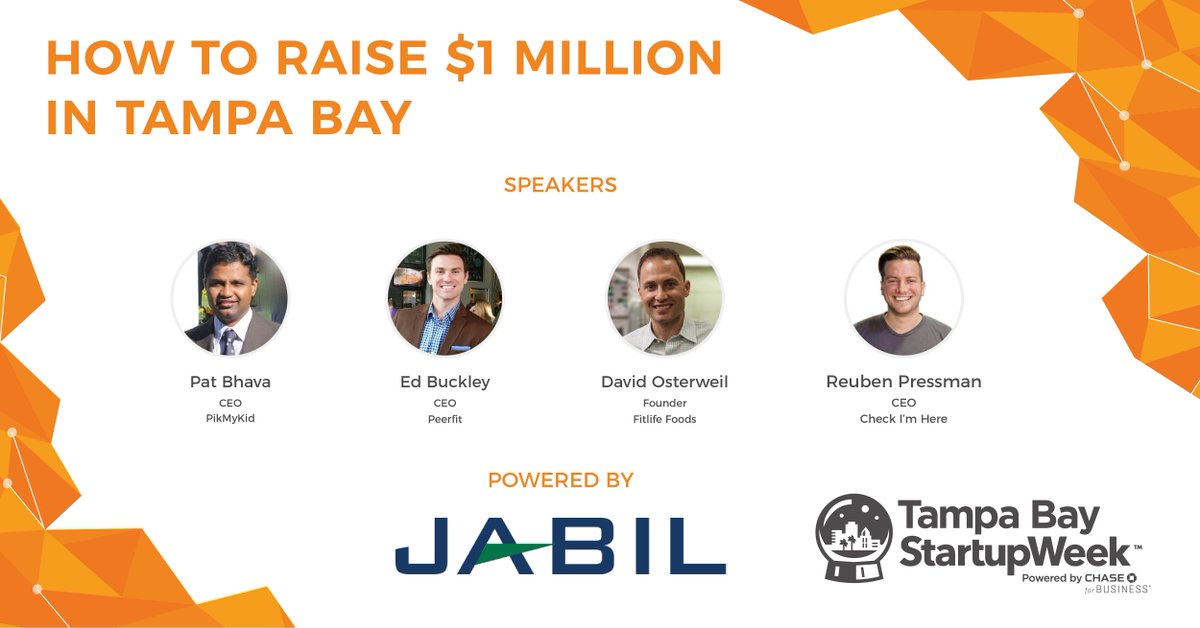 HOW TO RAISE $1 MILLION
IN TAMPA BAY
SPEAKERS
Pat Bhava
CEO
PikMyKid
Ed Buckley
CEO
Peerfit
David Osterweil
Founder
Fitlife Foods
Reuben Pressman
CEO
Check I'm Here
POWERED BY
JABIL
Tampa Bay
StartupWeek™
Powered by CHASE
for BUSINESS®